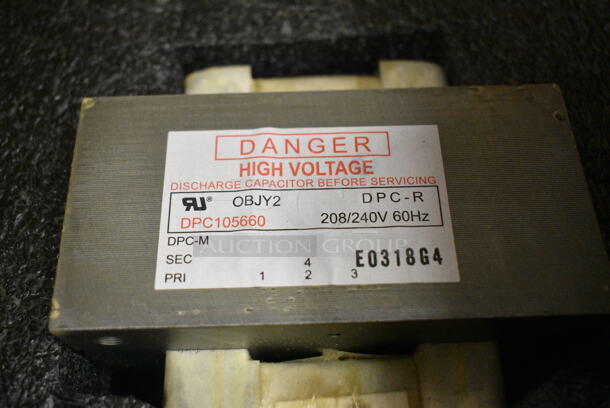 DANGER
HIGH VOLTAGE
DISCHARGE CAPACITOR BEFORE SERVICING
RU® OBJY2 DPC-R
DPC105660 208/240V 60Hz
DPC-M
AUCTION GROUP
SEC 4 E0318G4
PRI 1 2 3